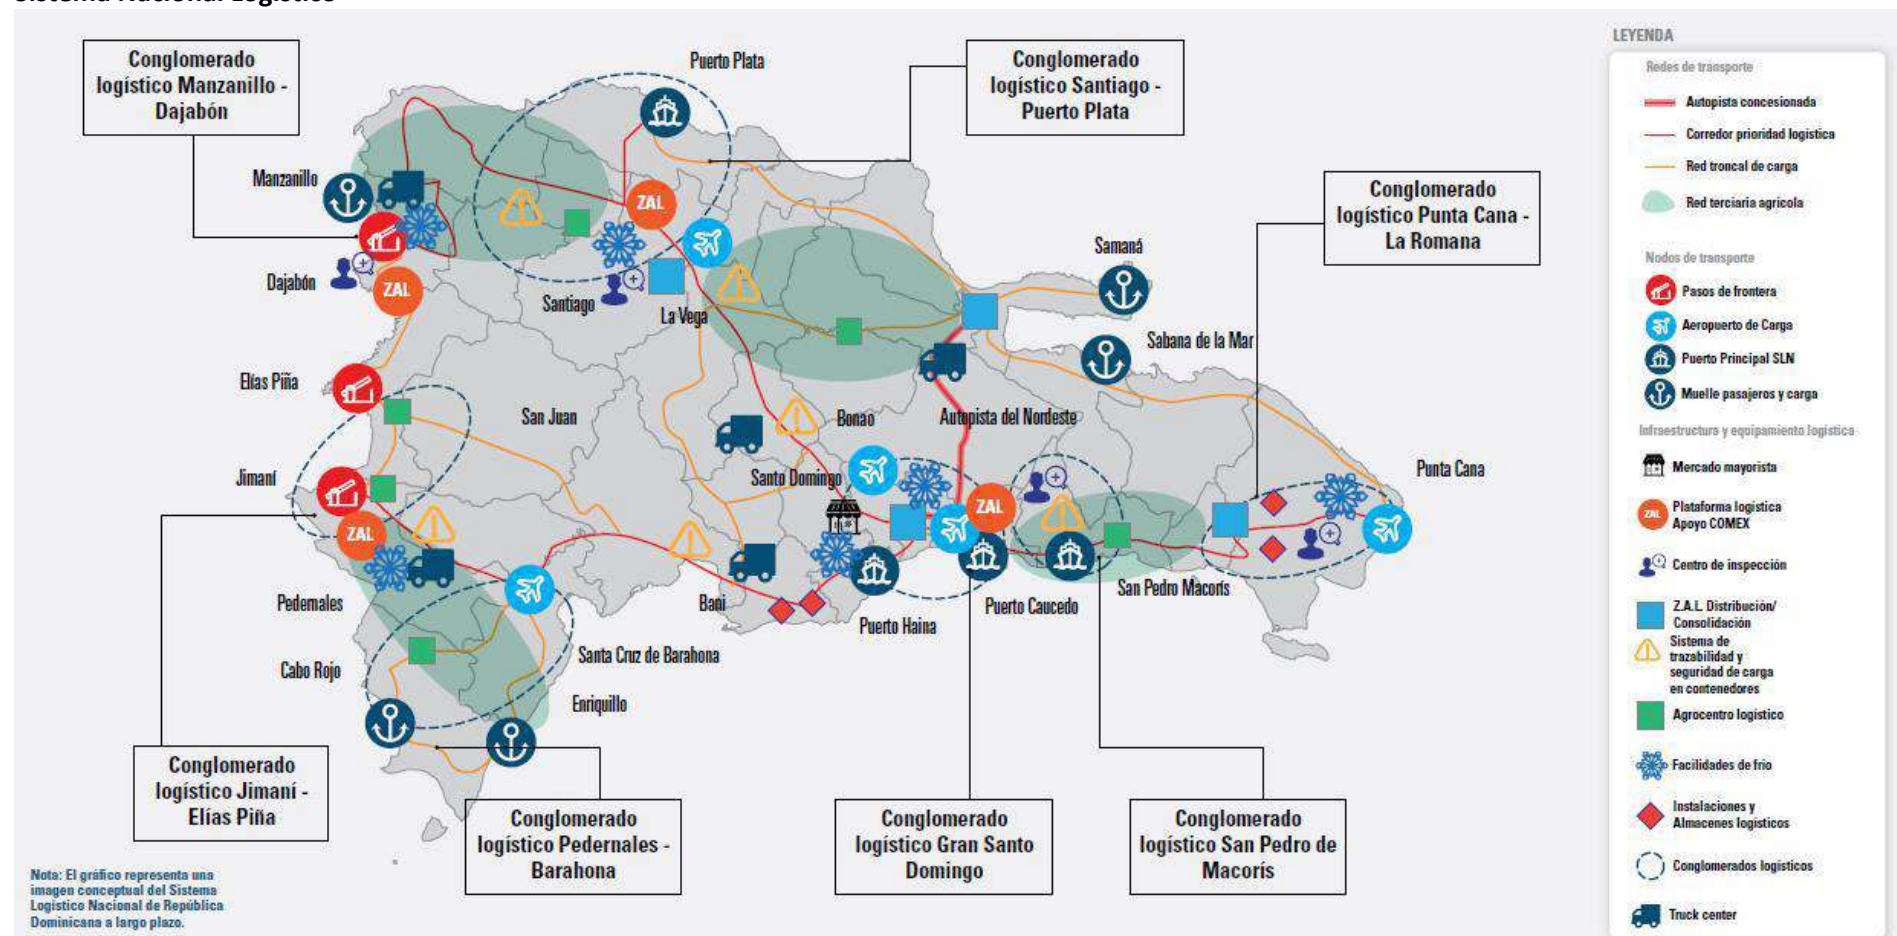 Sistema Nacional Logístico
Conglomerado
logístico Manzanillo -
Dajabón
Puerto Plata
Conglomerado
logístico Santiago -
Puerto Plata
Conglomerado
logístico Punta Cana -
La Romana
Manzanillo
ZAL
Dajabón
ZAL
Santiago
La Vega
Samaná
Sabana de la Mar
Elías Piña
San Juan
Bonao
Autopista del Nordeste
Jimaní
Santo Domingo
Punta Cana
ZAL
ZAL
Pedernales
Bani
Puerto Haina
Puerto Caucedo
San Pedro Macorís
Cabo Rojo
Santa Cruz de Barahona
Enriquillo
Conglomerado
logístico Jimaní -
Elías Piña
Conglomerado
logístico Pedernales -
Barahona
Conglomerado
logístico Gran Santo
Domingo
Conglomerado
logístico San Pedro de
Macorís
Nota: El gráfico representa una
imagen conceptual del Sistema
Logístico Nacional de República
Dominicana a largo plazo.
LEYENDA
Redes de transporte
Autopista concesionada
Corredor prioridad logística
Red troncal de carga
Red terciaria agrícola
Nodos de transporte
Pasos de frontera
Aeropuerto de Carga
Puerto Principal SLN
Muelle pasajeros y carga
Infraestructura y equipamiento logística
Mercado mayorista
ZAL
Plataforma logística
Apoyo COMEX
Centro de inspección
Z.A.L. Distribución/
Consolidación
Sistema de
trazabilidad y
seguridad de carga
en contenedores
Agrocentro logístico
Facilidades de frio
Instalaciones y
Almacenes logísticos
Conglomerados logísticos
Truck center